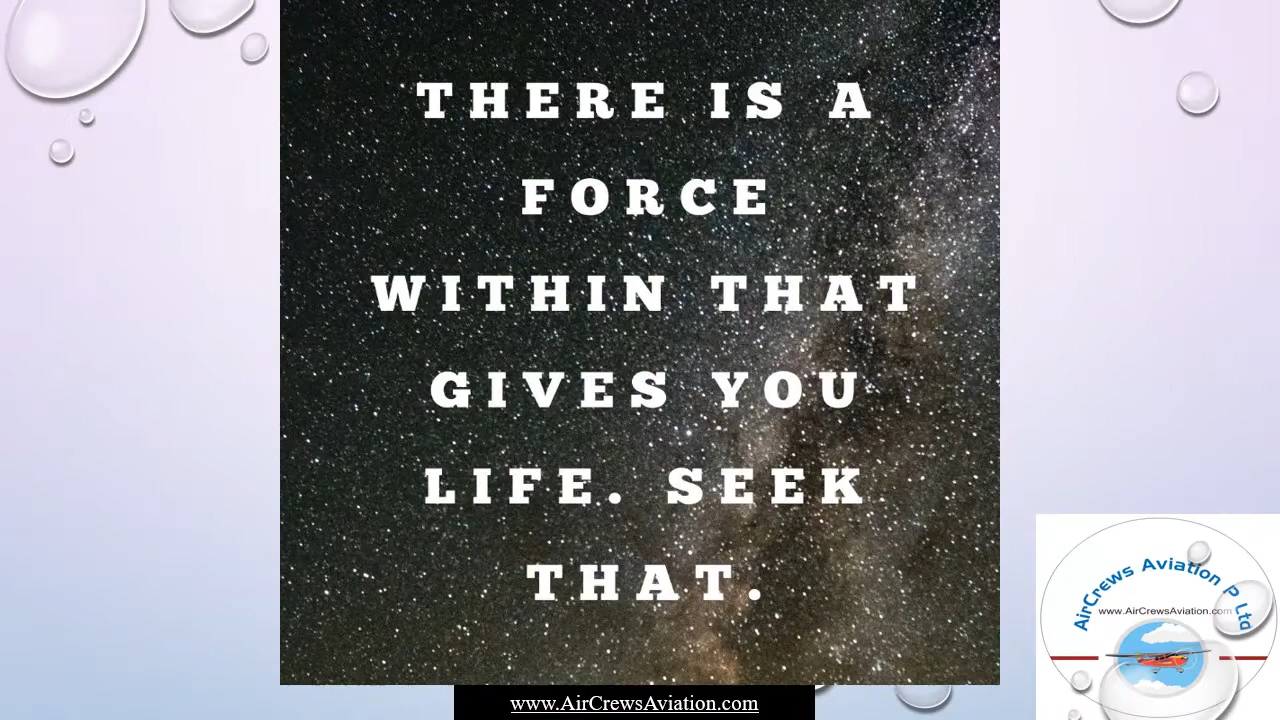 THERE IS A
FORCE
WITHIN THAT
GIVES YOU
LIFE. SEEK
THAT.
AirCrews Aviation P Ltd
www.AirCrewsAviation.com
www.AirCrewsAviation.com